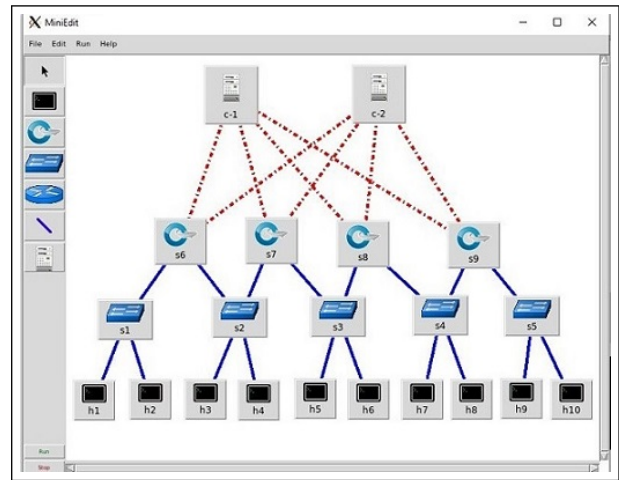 MiniEdit
File Edit Run Help
c-1 c-2
s6 s7 s8 s9
s1 s2 s3 s4 s5
h1 h2 h3 h4 h5 h6 h7 h8 h9 h10
Run
Stop